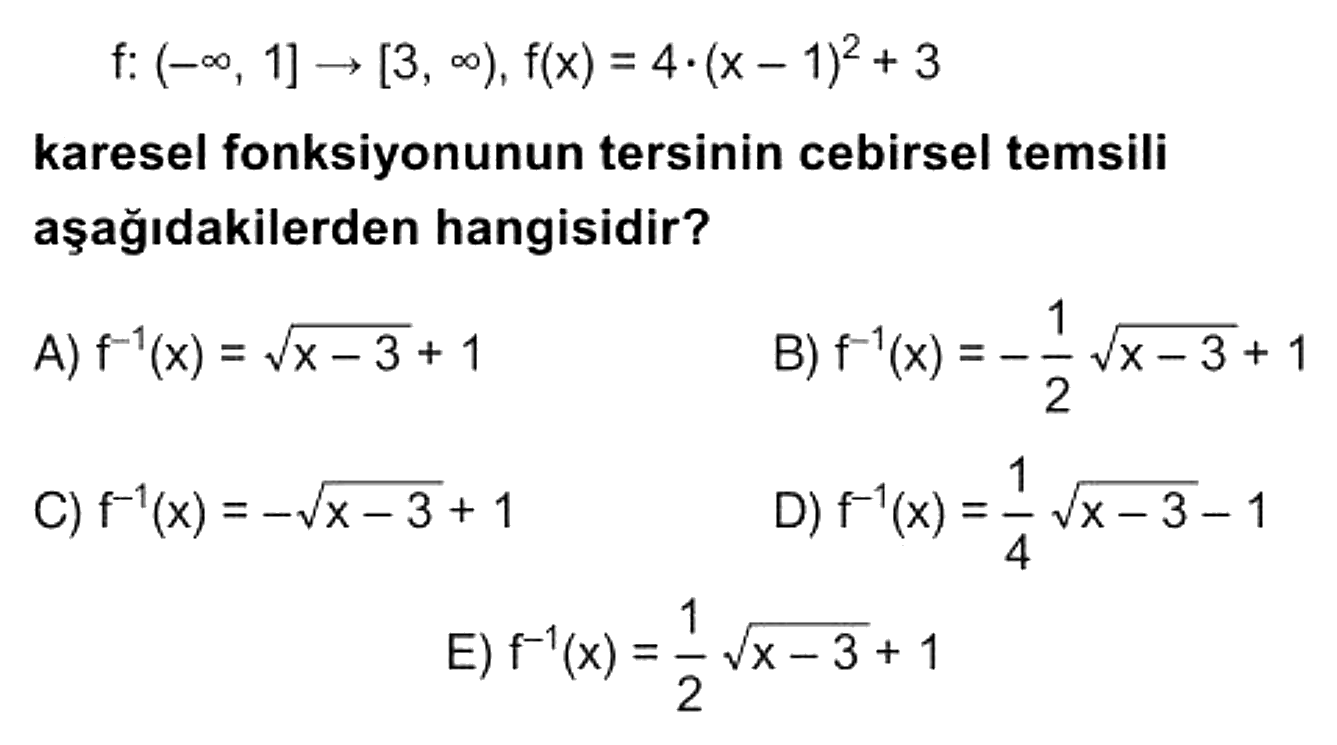 f: (–∞, 1] → [3, ∞), f(x) = 4·(x – 1)² + 3
karesel fonksiyonunun tersinin cebirsel temsili
aşağıdakilerden hangisidir?
A) f⁻¹(x) = √(x – 3) + 1
B) f⁻¹(x) = –1/2 √(x – 3) + 1
C) f⁻¹(x) = –√(x – 3) + 1
D) f⁻¹(x) = 1/4 √(x – 3) – 1
E) f⁻¹(x) = 1/2 √(x – 3) + 1